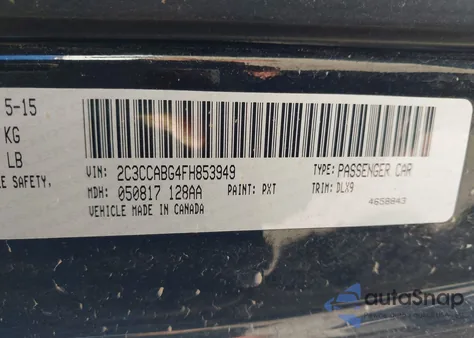 5-15
KG
LB
LE SAFETY,
VIN: 2C3CCABG4FH853949 TYPE: PASSENGER CAR
MDH: 050817 128AA PAINT: PXT TRIM: DLX9
VEHICLE MADE IN CANADA 4658843
autoSnap